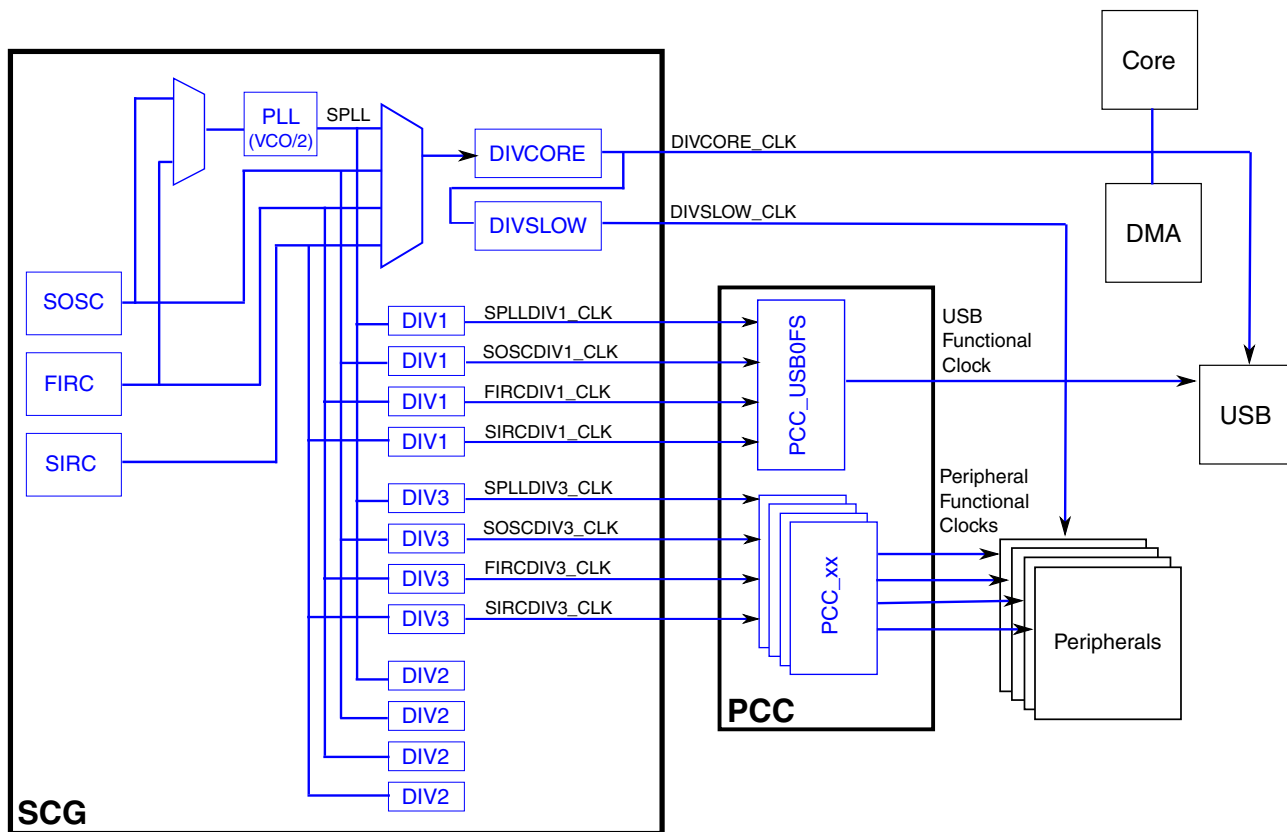 Core
PLL
(VCO/2)
SPLL
DIVCORE
DIVCORE_CLK
DIVSLOW
DIVSLOW_CLK
DMA
SOSC
FIRC
SIRC
DIV1
SPLLDIV1_CLK
DIV1
SOSCDIV1_CLK
DIV1
FIRCDIV1_CLK
DIV1
SIRCDIV1_CLK
PCC_USB0FS
USB
Functional
Clock
USB
DIV3
SPLLDIV3_CLK
DIV3
SOSCDIV3_CLK
DIV3
FIRCDIV3_CLK
DIV3
SIRCDIV3_CLK
PCC_xx
Peripheral
Functional
Clocks
Peripherals
DIV2
DIV2
DIV2
DIV2
PCC
SCG